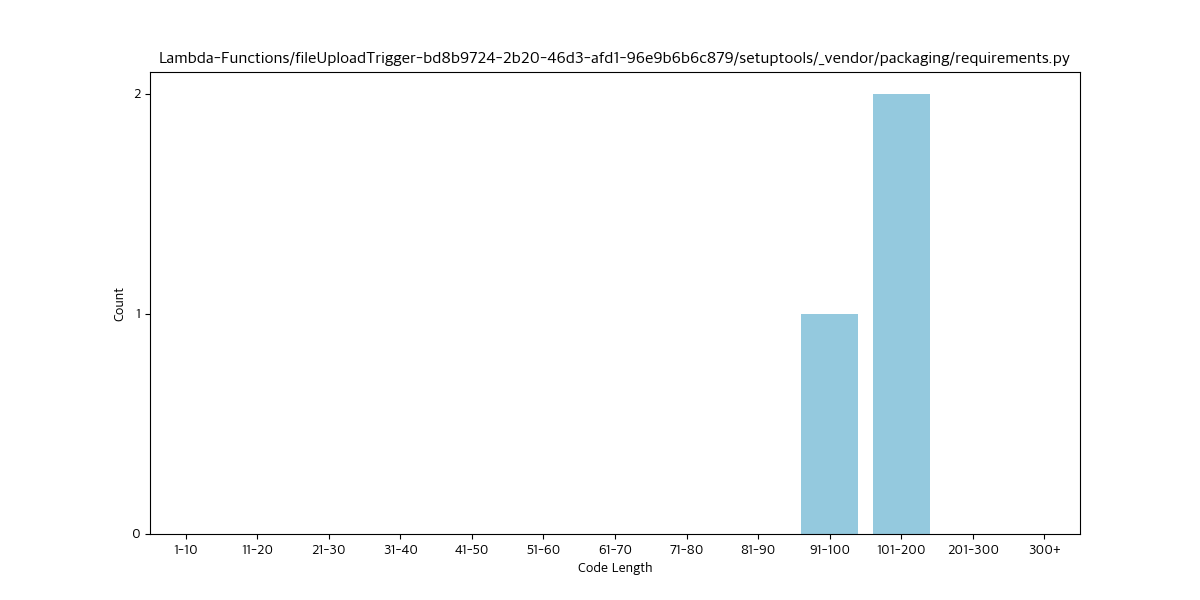 Lambda-Functions/fileUploadTrigger-bd8b9724-2b20-46d3-afd1-96e9b6b6c879/setuptools/_vendor/packaging/requirements.py
2
1
0
Count
1-10 11-20 21-30 31-40 41-50 51-60 61-70 71-80 81-90 91-100 101-200 201-300 300+
Code Length